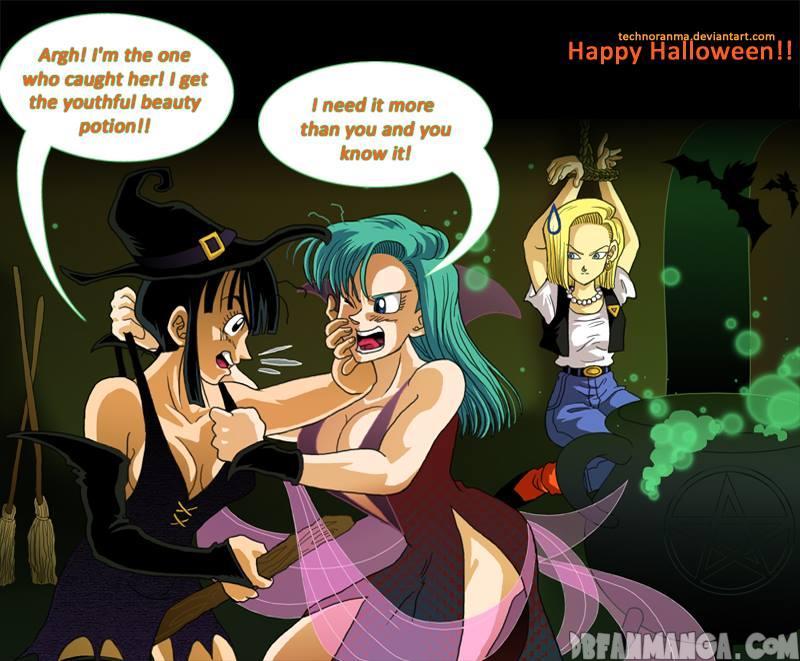 technoranma.deviantart.com
Happy Halloween!!
Argh! I'm the one
who caught her! I get
the youthful beauty
potion!!
I need it more
than you and you
know it!
DBFANMANGA.COM